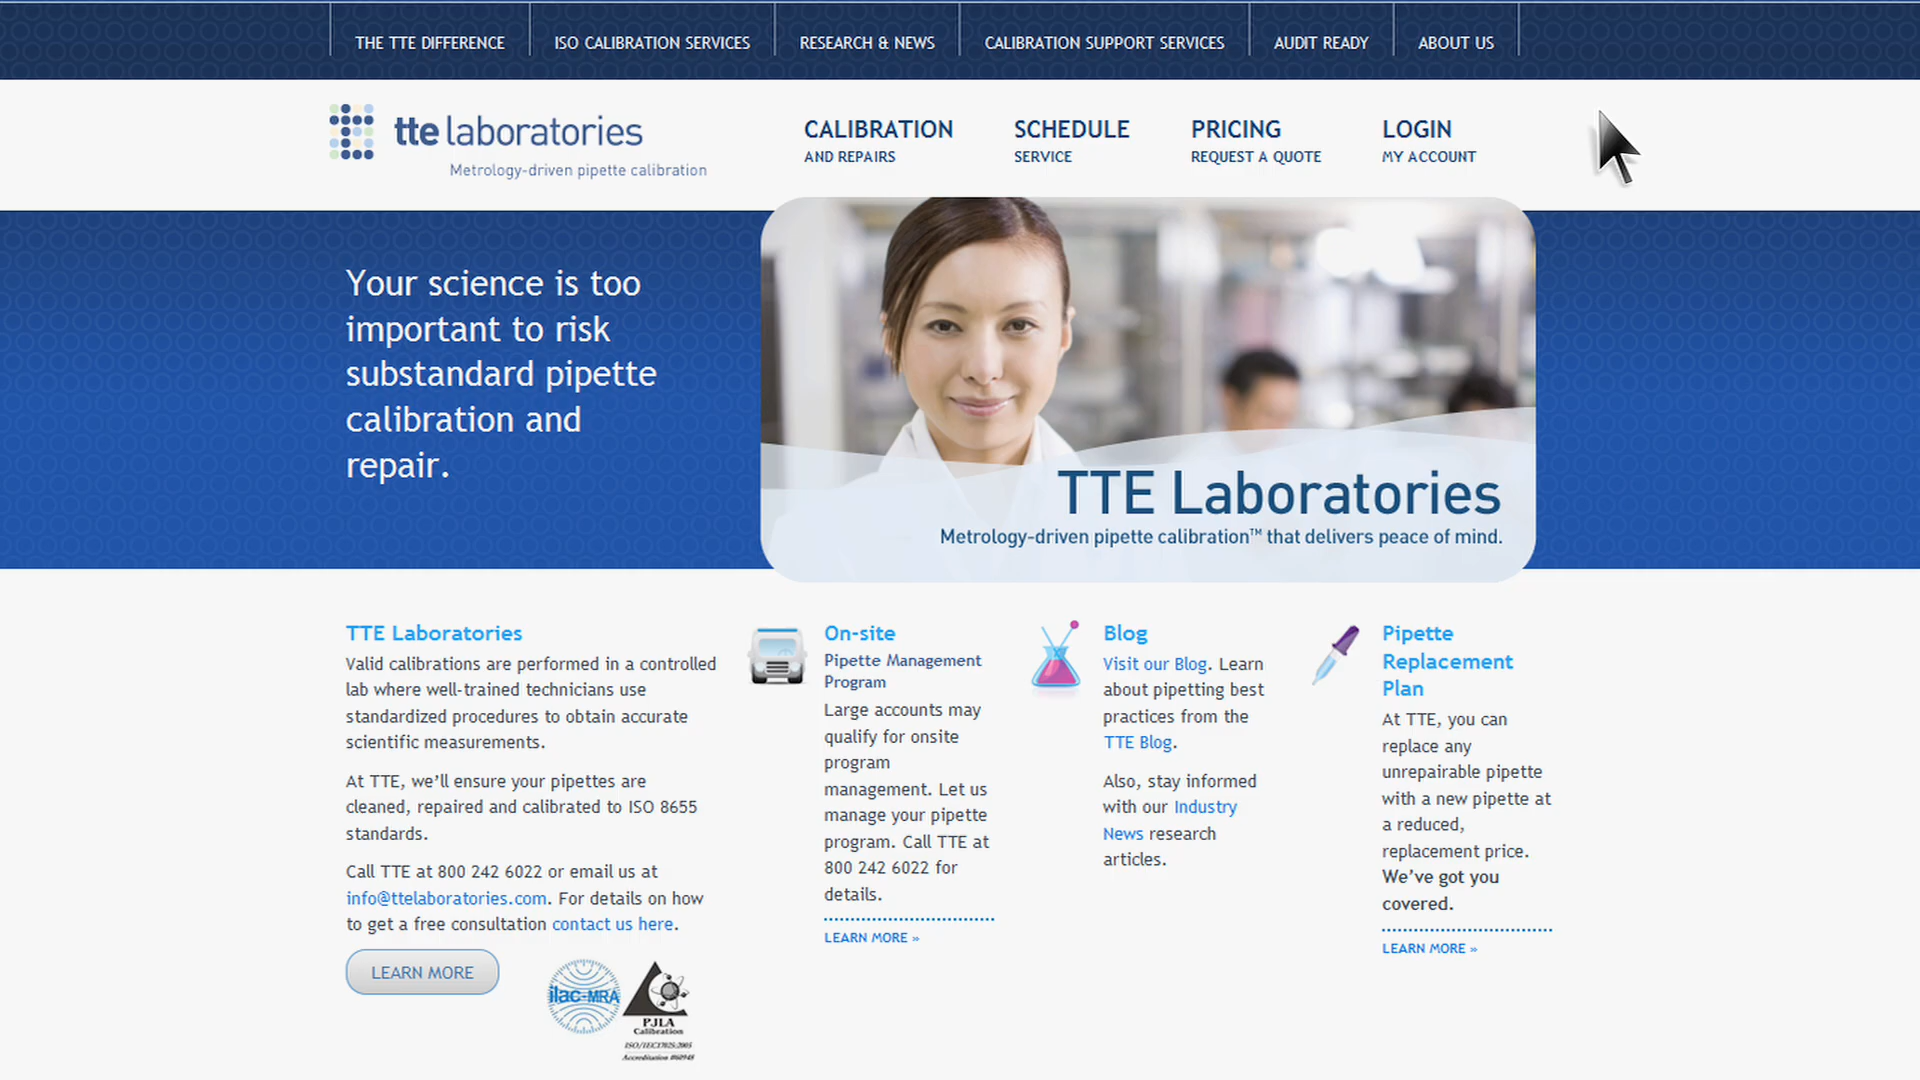 THE TTE DIFFERENCE
ISO CALIBRATION SERVICES
RESEARCH & NEWS
CALIBRATION SUPPORT SERVICES
AUDIT READY
ABOUT US
tte laboratories
Metrology-driven pipette calibration
CALIBRATION
AND REPAIRS
SCHEDULE
SERVICE
PRICING
REQUEST A QUOTE
LOGIN
MY ACCOUNT
Your science is too
important to risk
substandard pipette
calibration and
repair.
TTE Laboratories
Metrology-driven pipette calibration™ that delivers peace of mind.
TTE Laboratories
Valid calibrations are performed in a controlled
lab where well-trained technicians use
standardized procedures to obtain accurate
scientific measurements.
At TTE, we’ll ensure your pipettes are
cleaned, repaired and calibrated to ISO 8655
standards.
Call TTE at 800 242 6022 or email us at
info@ttelaboratories.com. For details on how
to get a free consultation contact us here.
LEARN MORE
ilac-MRA
PJLA
Calibration
ISO/IEC17025:2005
Accreditation #60948
On-site
Pipette Management
Program
Large accounts may
qualify for onsite
program
management. Let us
manage your pipette
program. Call TTE at
800 242 6022 for
details.
LEARN MORE »
Blog
Visit our Blog. Learn
about pipetting best
practices from the
TTE Blog.
Also, stay informed
with our Industry
News research
articles.
Pipette
Replacement
Plan
At TTE, you can
replace any
unrepairable pipette
with a new pipette at
a reduced,
replacement price.
We’ve got you
covered.
LEARN MORE »